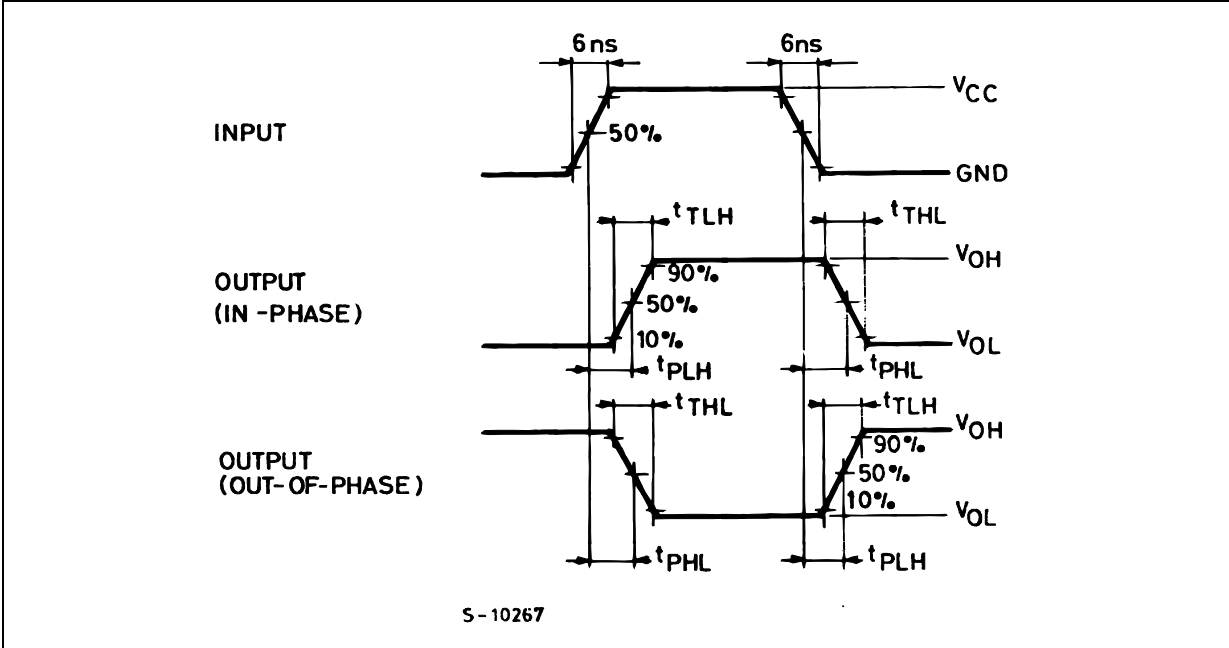 6ns 6ns
VCC
INPUT 50%
GND
tTLH tTHL
VOH
90%
OUTPUT
(IN-PHASE) 50%
10% VOL
tPLH tPHL
tTHL tTLH
VOH
90%
OUTPUT
(OUT-OF-PHASE) 50%
10%
VOL
tPHL tPLH
S-10267